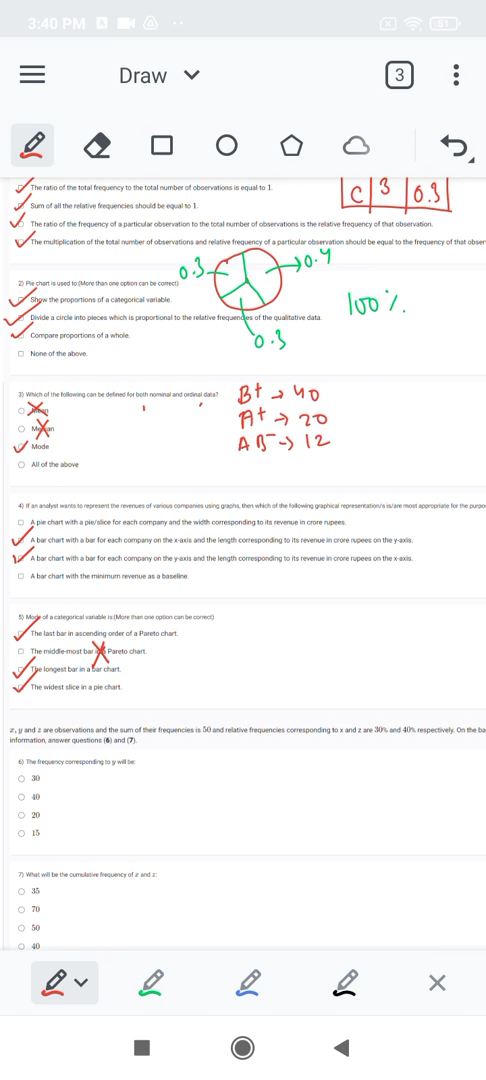 3:40 PM
51
Draw
3
The ratio of the total frequency to the total number of observations is equal to 1.
Sum of all the relative frequencies should be equal to 1.
The ratio of the frequency of a particular observation to the total number of observations is the relative frequency of that observation.
The multiplication of the total number of observations and relative frequency of a particular observation should be equal to the frequency of that obser
C 3 0.3
2) Pie chart is used to:(More than one option can be correct)
Show the proportions of a categorical variable.
Divide a circle into pieces which is proportional to the relative frequencies of the qualitative data.
Compare proportions of a whole.
None of the above.
0.3
0.4
0.3
100%.
3) Which of the following can be defined for both nominal and ordinal data?
Mean
Median
Mode
All of the above
B+ → 40
A+ → 20
AB- → 12
4) If an analyst wants to represent the revenues of various companies using graphs, then which of the following graphical representation/s is/are most appropriate for the purpo
A pie chart with a pie/slice for each company and the width corresponding to its revenue in crore rupees.
A bar chart with a bar for each company on the x-axis and the length corresponding to its revenue in crore rupees on the y-axis.
A bar chart with a bar for each company on the y-axis and the length corresponding to its revenue in crore rupees on the x-axis.
A bar chart with the minimum revenue as a baseline.
5) Mode of a categorical variable is:(More than one option can be correct)
The last bar in ascending order of a Pareto chart.
The middle-most bar in a Pareto chart.
The longest bar in a bar chart.
The widest slice in a pie chart.
x, y and z are observations and the sum of their frequencies is 50 and relative frequencies corresponding to x and z are 30% and 40% respectively. On the ba
information, answer questions (6) and (7).
6) The frequency corresponding to y will be:
30
40
20
15
7) What will be the cumulative frequency of x and z:
35
70
50
40